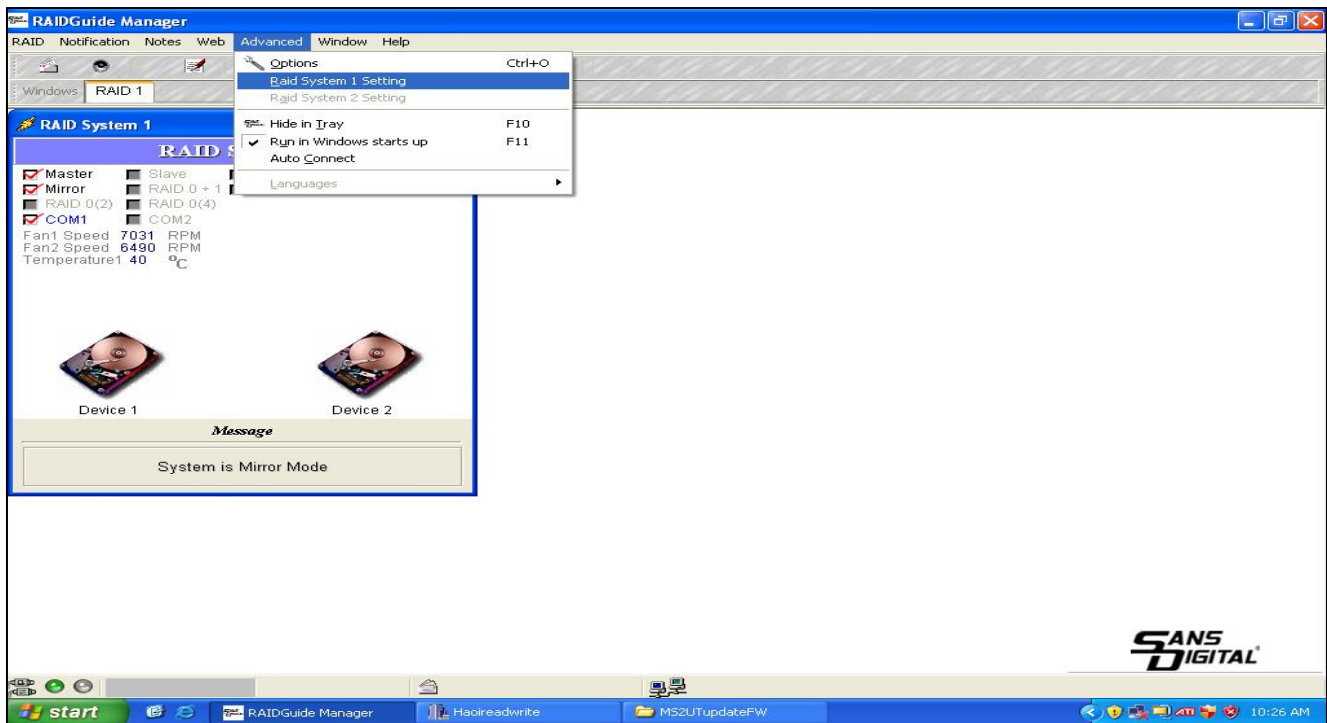 RAIDGuide Manager
RAID Notification Notes Web Advanced Window Help
Options Ctrl+O
Raid System 1 Setting
Raid System 2 Setting
Hide in Tray F10
Run in Windows starts up F11
Auto Connect
Languages
Windows RAID 1
RAID System 1
RAID S
Master Slave
Mirror RAID 0 + 1
RAID 0(2) RAID 0(4)
COM1 COM2
Fan1 Speed 7031 RPM
Fan2 Speed 6490 RPM
Temperature1 40 °C
Device 1 Device 2
Message
System is Mirror Mode
SANS
DIGITAL
start RAIDGuide Manager Haoireadwrite MS2UTupdateFW 10:26 AM